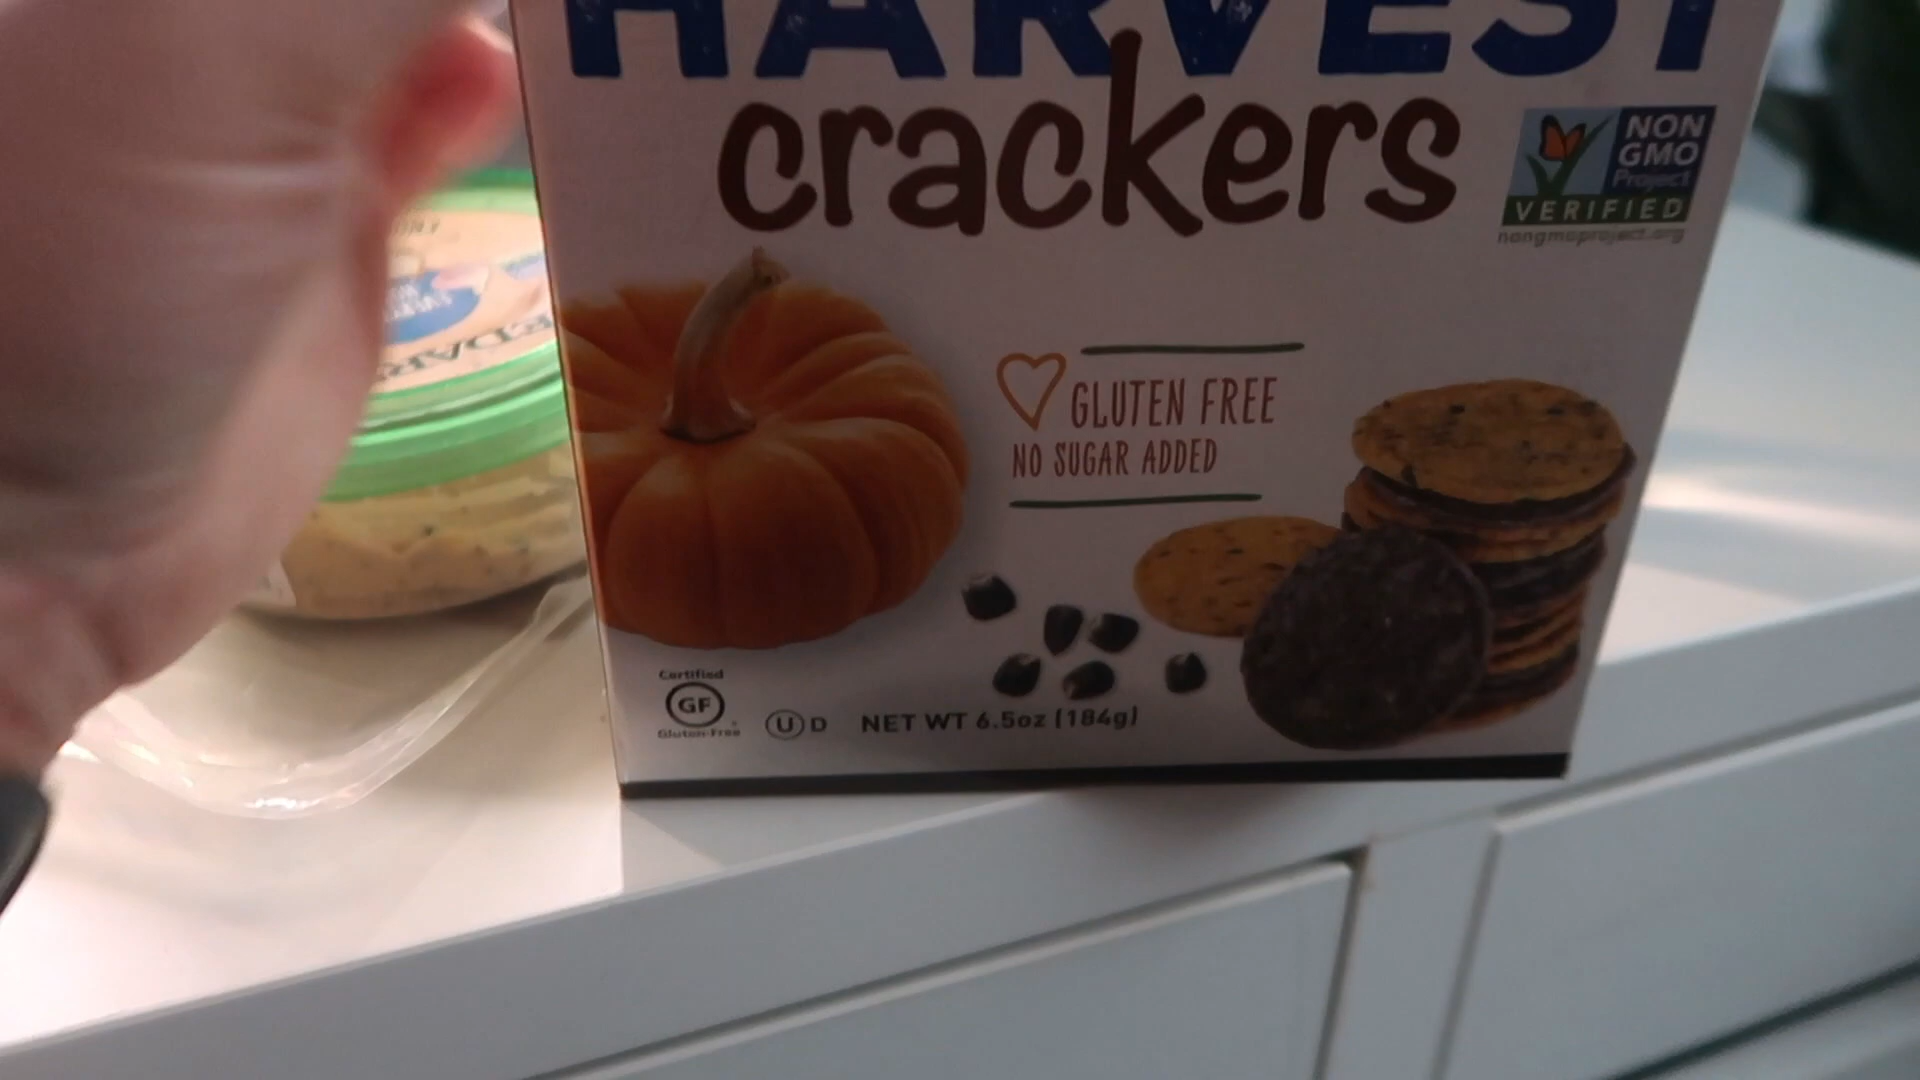 HARVEST
crackers
NON
GMO
Project
VERIFIED
nongmoproject.org
GLUTEN FREE
NO SUGAR ADDED
Certified
GF
Gluten-Free
U D
NET WT 6.5oz (184g)